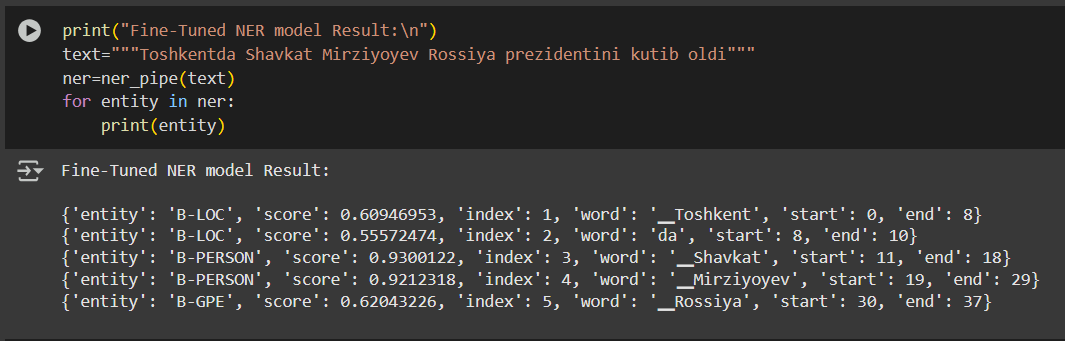 print("Fine-Tuned NER model Result:\n")
text="""Toshkentda Shavkat Mirziyoyev Rossiya prezidentini kutib oldi"""
ner=ner_pipe(text)
for entity in ner:
    print(entity)
Fine-Tuned NER model Result:
{'entity': 'B-LOC', 'score': 0.60946953, 'index': 1, 'word': '▁Toshkent', 'start': 0, 'end': 8}
{'entity': 'B-LOC', 'score': 0.55572474, 'index': 2, 'word': 'da', 'start': 8, 'end': 10}
{'entity': 'B-PERSON', 'score': 0.9300122, 'index': 3, 'word': '▁Shavkat', 'start': 11, 'end': 18}
{'entity': 'B-PERSON', 'score': 0.9212318, 'index': 4, 'word': '▁Mirziyoyev', 'start': 19, 'end': 29}
{'entity': 'B-GPE', 'score': 0.62043226, 'index': 5, 'word': '▁Rossiya', 'start': 30, 'end': 37}